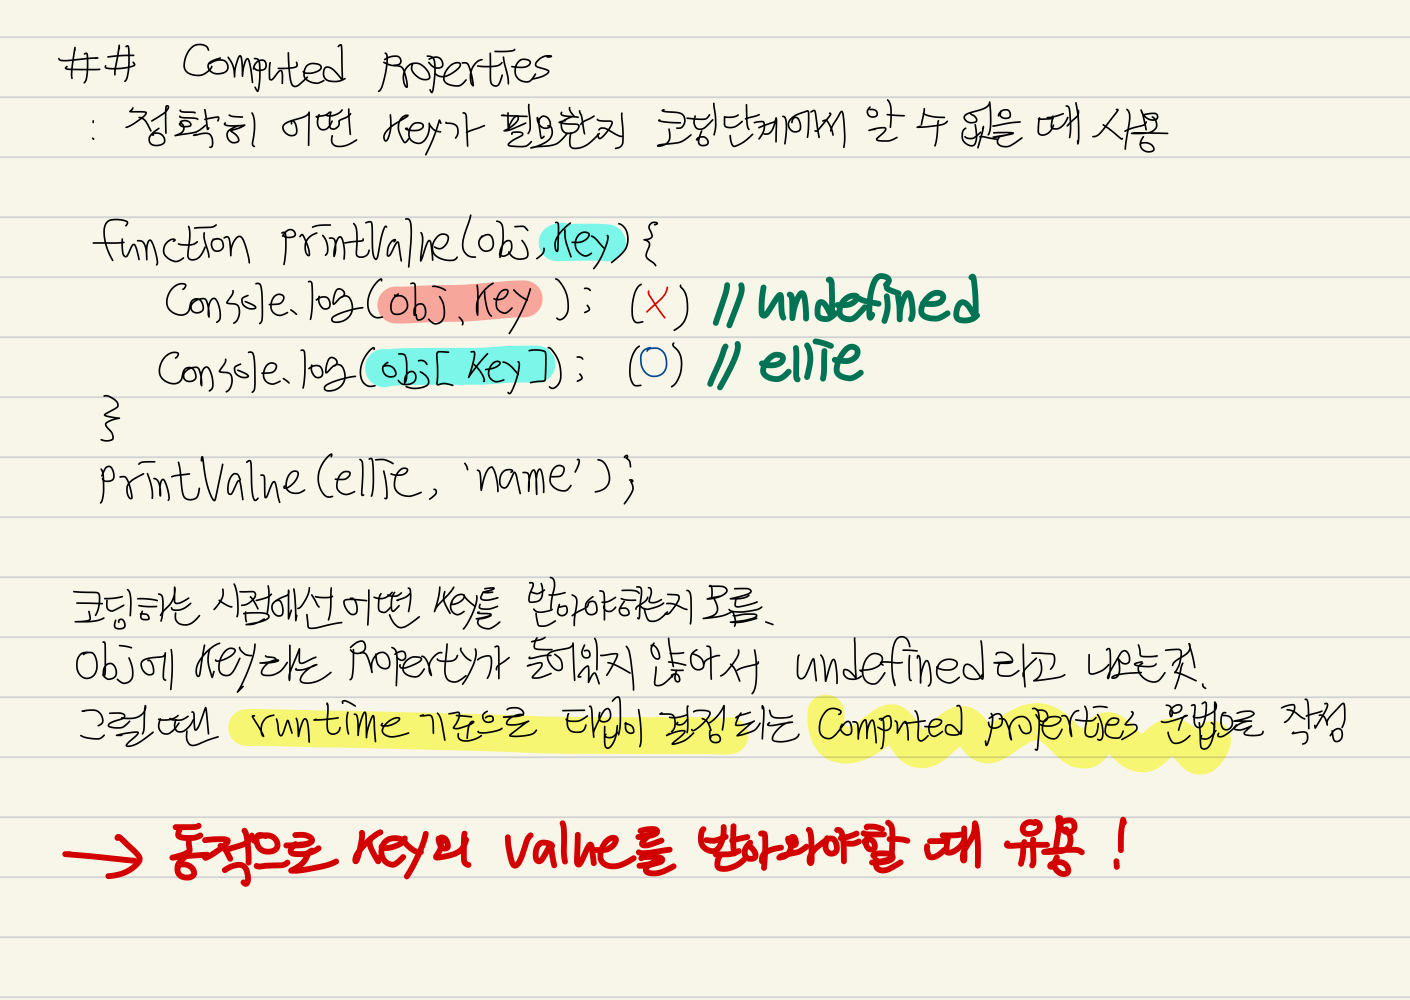 ## Computed Properties
: 정확히 어떤 key가 필요한지 코딩단계에서 알 수 없을 때 사용
function printValue(obj, key) {
console.log(obj.key); (X) // undefined
console.log(obj[key]); (O) // ellie
}
printValue(ellie, 'name');
코딩하는 시점에선 어떤 key를 받아야하는지 모름.
obj에 key라는 Property가 들어있지 않아서 undefined라고 나오는것.
그럴땐 runtime 기준으로 타입이 결정되는 Computed properties 문법으로 작성
→ 동적으로 key의 value를 받아와야할 때 유용!